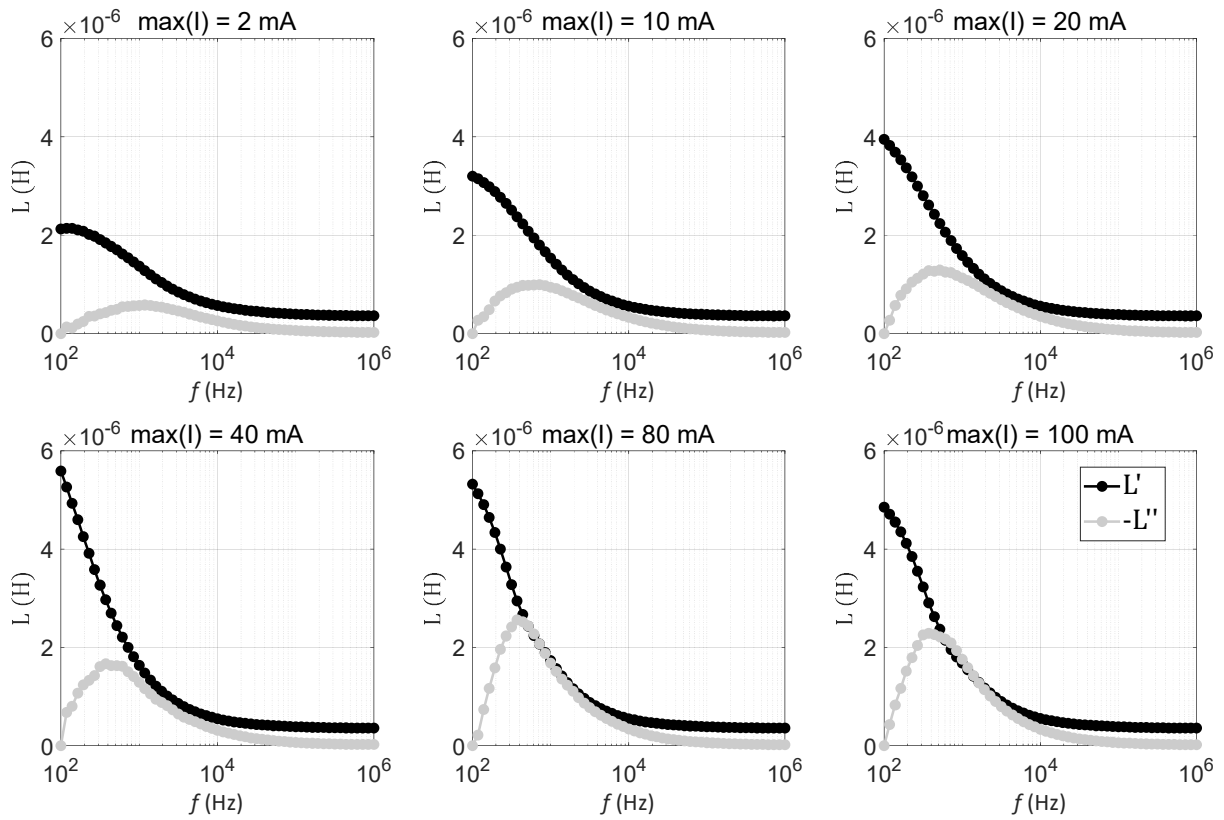 ×10⁻⁶ max(I) = 2 mA
6
4
2
0
L (H)
10² 10⁴ 10⁶
f (Hz)
×10⁻⁶ max(I) = 10 mA
6
4
2
0
L (H)
10² 10⁴ 10⁶
f (Hz)
×10⁻⁶ max(I) = 20 mA
6
4
2
0
L (H)
10² 10⁴ 10⁶
f (Hz)
×10⁻⁶ max(I) = 40 mA
6
4
2
0
L (H)
10² 10⁴ 10⁶
f (Hz)
×10⁻⁶ max(I) = 80 mA
6
4
2
0
L (H)
10² 10⁴ 10⁶
f (Hz)
×10⁻⁶ max(I) = 100 mA
6
4
2
0
L (H)
L'
-L''
10² 10⁴ 10⁶
f (Hz)